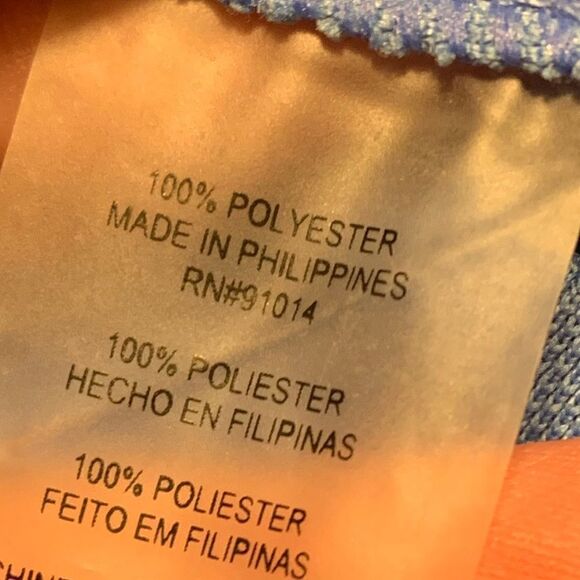 100% POLYESTER
MADE IN PHILIPPINES
RN#91014
100% POLIESTER
HECHO EN FILIPINAS
100% POLIESTER
FEITO EM FILIPINAS